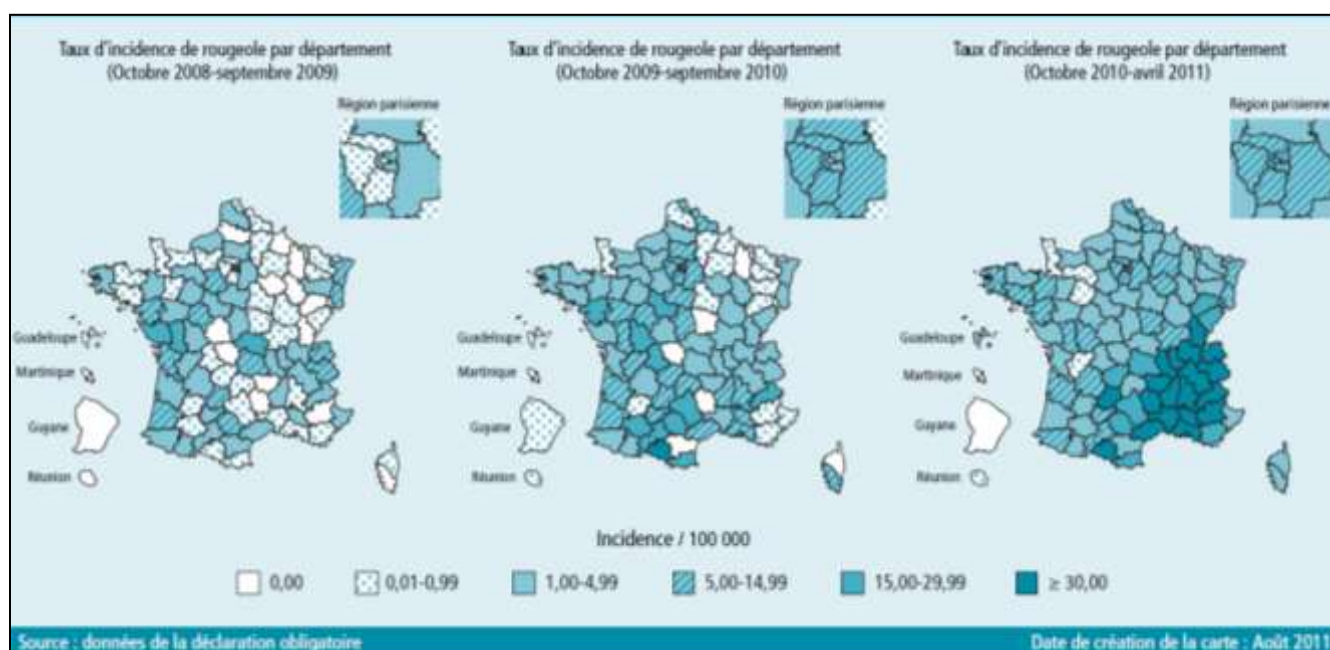 Taux d'incidence de rougeole par département
(Octobre 2008-septembre 2009)
Région parisienne
Guadeloupe
Martinique
Guyane
Réunion
Taux d'incidence de rougeole par département
(Octobre 2009-septembre 2010)
Région parisienne
Guadeloupe
Martinique
Guyane
Réunion
Taux d'incidence de rougeole par département
(Octobre 2010-avril 2011)
Région parisienne
Guadeloupe
Martinique
Guyane
Réunion
Incidence / 100 000
0,00
0,01-0,99
1,00-4,99
5,00-14,99
15,00-29,99
≥ 30,00
Source : données de la déclaration obligatoire
Date de création de la carte : Août 2011